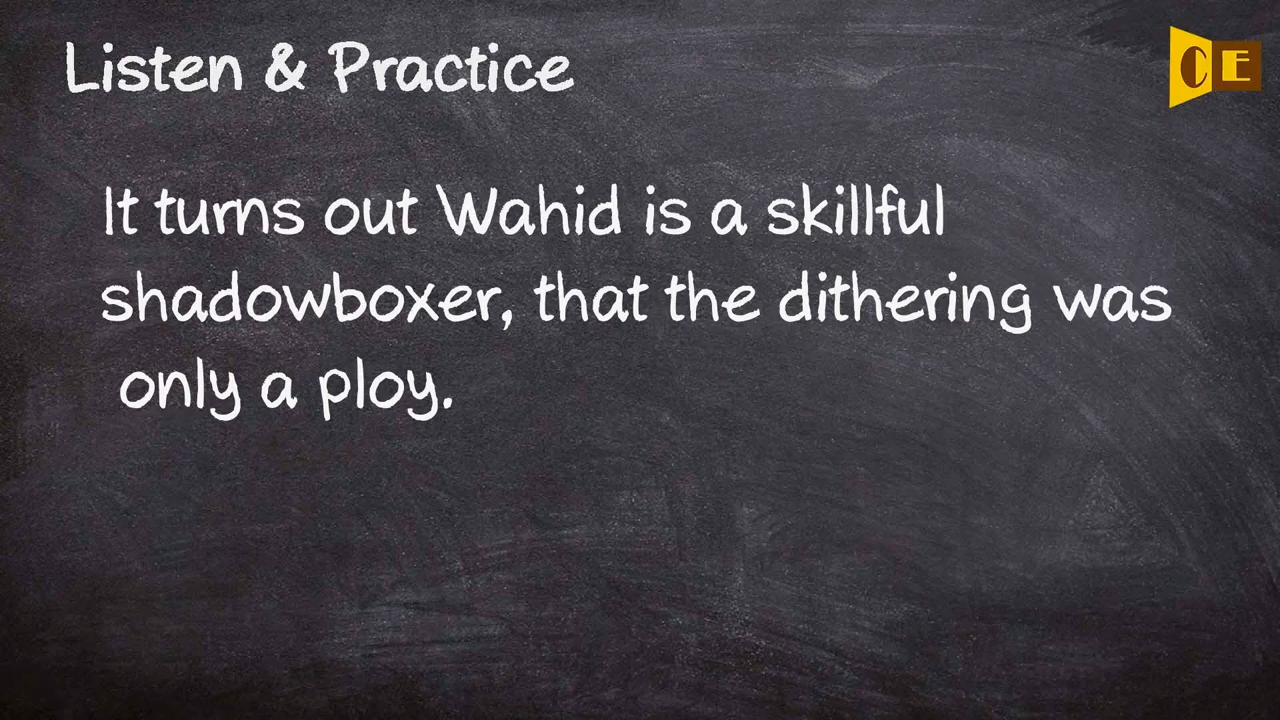 Listen & Practice
CE
It turns out Wahid is a skillful
shadowboxer, that the dithering was
only a ploy.